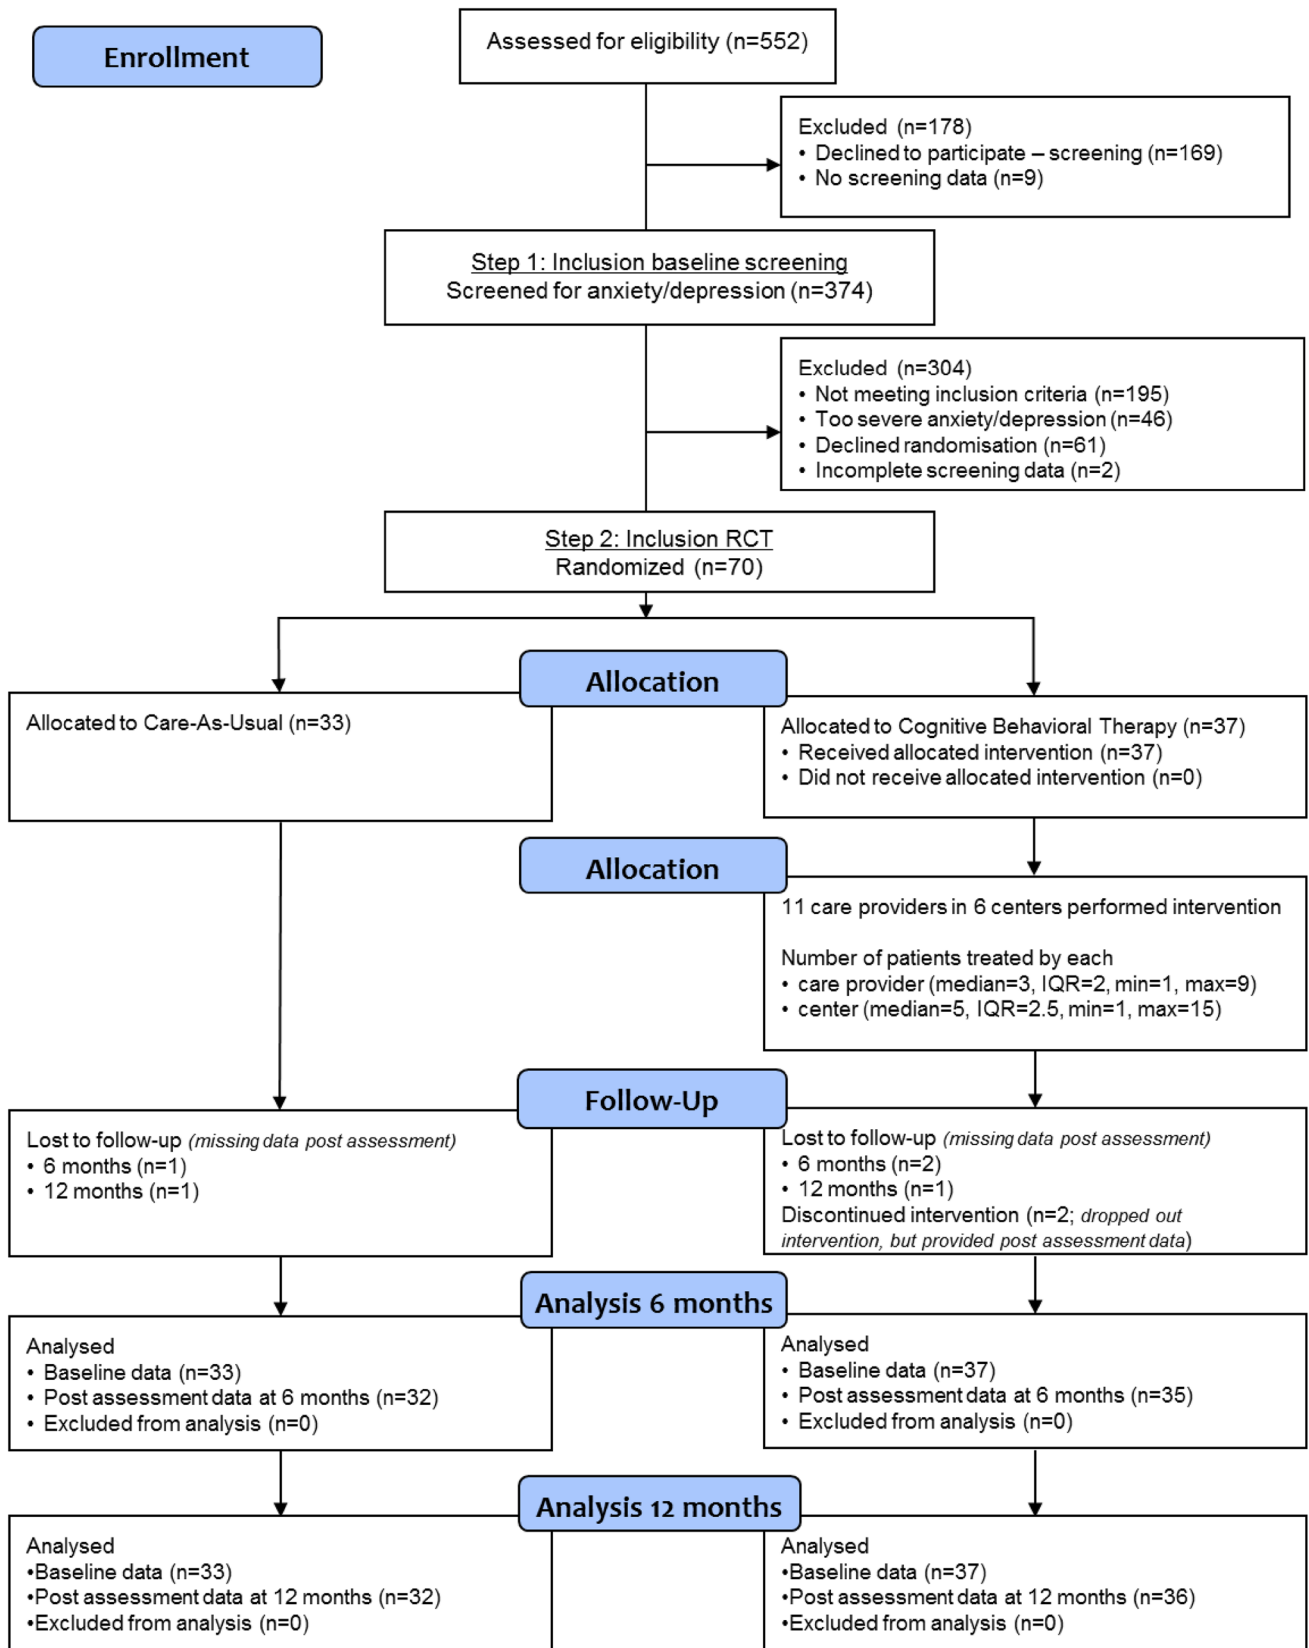 Enrollment
Assessed for eligibility (n=552)
Excluded (n=178)
• Declined to participate – screening (n=169)
• No screening data (n=9)
Step 1: Inclusion baseline screening
Screened for anxiety/depression (n=374)
Excluded (n=304)
• Not meeting inclusion criteria (n=195)
• Too severe anxiety/depression (n=46)
• Declined randomisation (n=61)
• Incomplete screening data (n=2)
Step 2: Inclusion RCT
Randomized (n=70)
Allocation
Allocated to Care-As-Usual (n=33)
Allocated to Cognitive Behavioral Therapy (n=37)
• Received allocated intervention (n=37)
• Did not receive allocated intervention (n=0)
Allocation
11 care providers in 6 centers performed intervention
Number of patients treated by each
• care provider (median=3, IQR=2, min=1, max=9)
• center (median=5, IQR=2.5, min=1, max=15)
Follow-Up
Lost to follow-up (missing data post assessment)
• 6 months (n=1)
• 12 months (n=1)
Lost to follow-up (missing data post assessment)
• 6 months (n=2)
• 12 months (n=1)
Discontinued intervention (n=2; dropped out
intervention, but provided post assessment data)
Analysis 6 months
Analysed
• Baseline data (n=33)
• Post assessment data at 6 months (n=32)
• Excluded from analysis (n=0)
Analysed
• Baseline data (n=37)
• Post assessment data at 6 months (n=35)
• Excluded from analysis (n=0)
Analysis 12 months
Analysed
•Baseline data (n=33)
•Post assessment data at 12 months (n=32)
•Excluded from analysis (n=0)
Analysed
•Baseline data (n=37)
•Post assessment data at 12 months (n=36)
•Excluded from analysis (n=0)